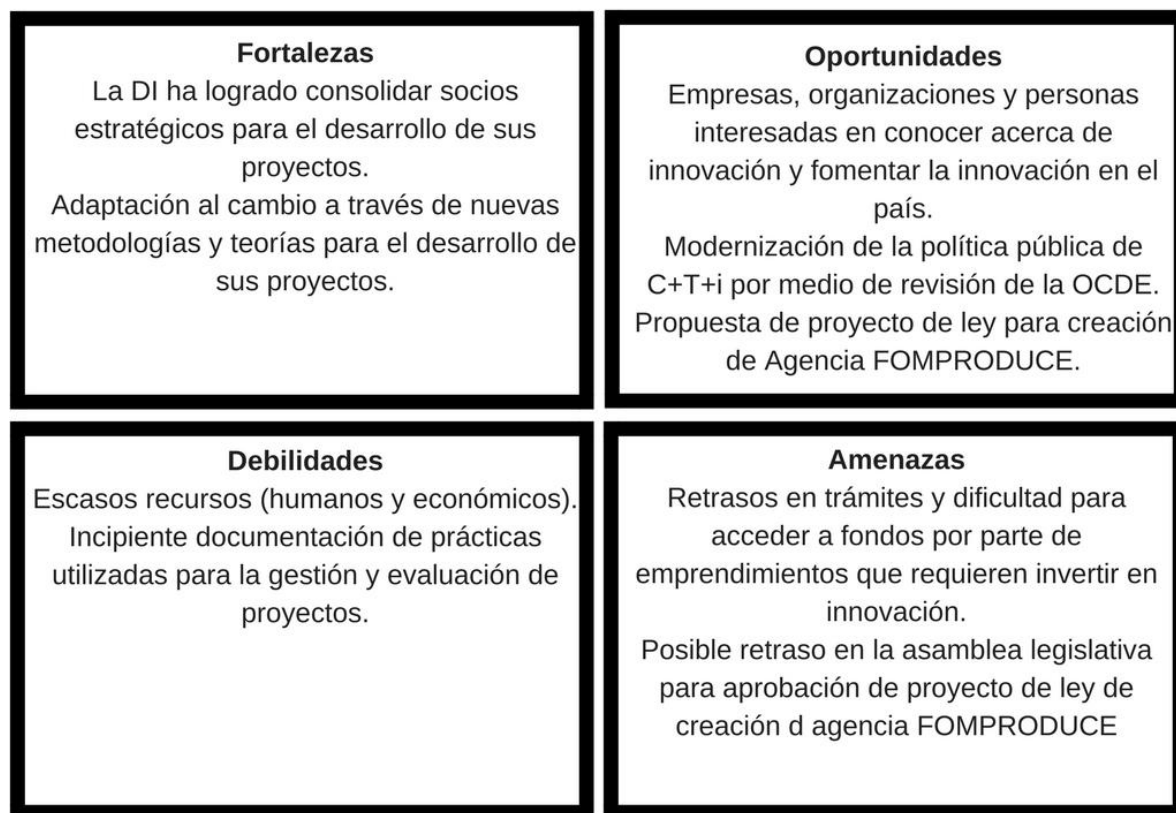 Fortalezas
La DI ha logrado consolidar socios
estratégicos para el desarrollo de sus
proyectos.
Adaptación al cambio a través de nuevas
metodologías y teorías para el desarrollo de
sus proyectos.
Oportunidades
Empresas, organizaciones y personas
interesadas en conocer acerca de
innovación y fomentar la innovación en el
país.
Modernización de la política pública de
C+T+i por medio de revisión de la OCDE.
Propuesta de proyecto de ley para creación
de Agencia FOMPRODUCE.
Debilidades
Escasos recursos (humanos y económicos).
Incipiente documentación de prácticas
utilizadas para la gestión y evaluación de
proyectos.
Amenazas
Retrasos en trámites y dificultad para
acceder a fondos por parte de
emprendimientos que requieren invertir en
innovación.
Posible retraso en la asamblea legislativa
para aprobación de proyecto de ley de
creación d agencia FOMPRODUCE